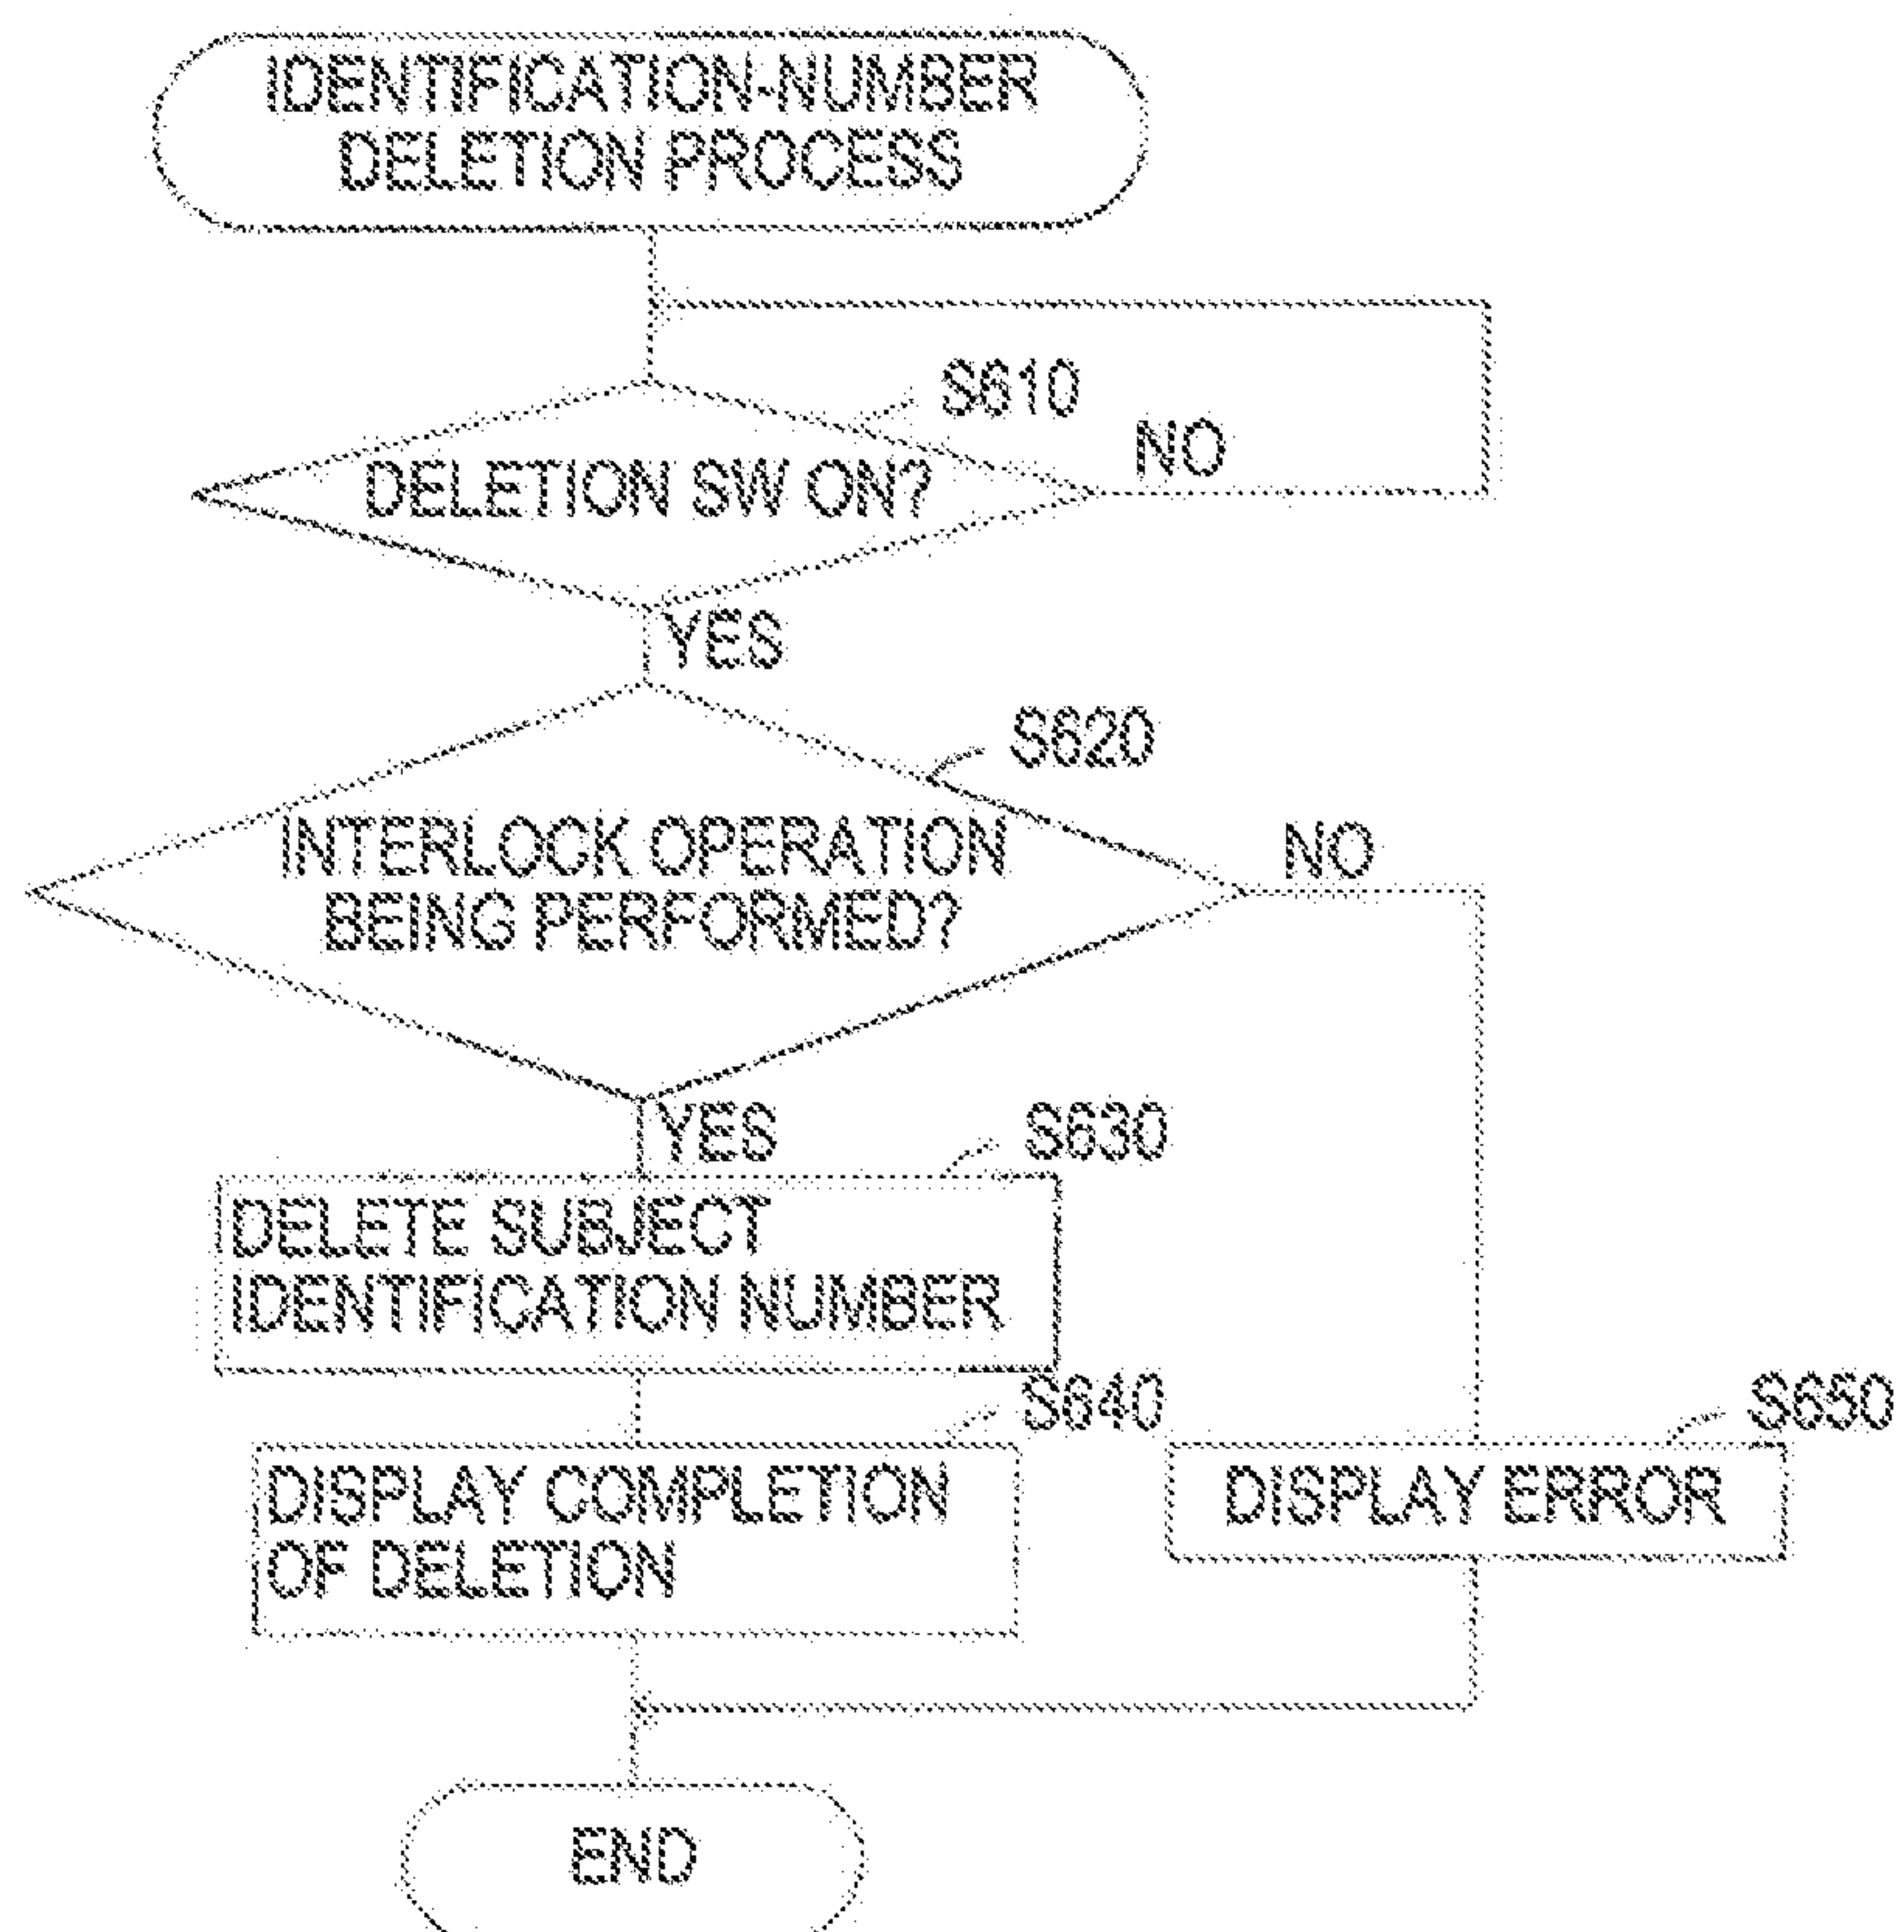 IDENTIFICATION-NUMBER
DELETION PROCESS
S610
NO
DELETION SW ON?
YES
S620
INTERLOCK OPERATION
BEING PERFORMED?
NO
YES
S630
DELETE SUBJECT
IDENTIFICATION NUMBER
S640
S650
DISPLAY COMPLETION
OF DELETION
DISPLAY ERROR
END